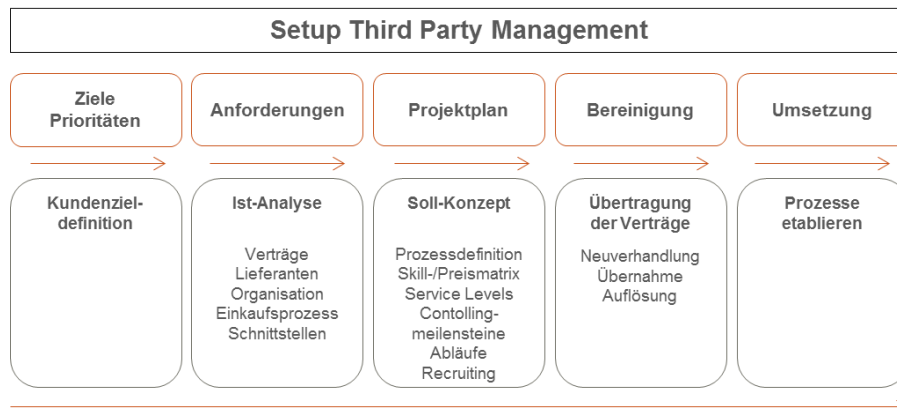 Setup Third Party Management
Ziele
Prioritäten
Anforderungen
Projektplan
Bereinigung
Umsetzung
Kundenziel-
definition
Ist-Analyse
Verträge
Lieferanten
Organisation
Einkaufsprozess
Schnittstellen
Soll-Konzept
Prozessdefinition
Skill-/Preismatrix
Service Levels
Contolling-
meilensteine
Abläufe
Recruiting
Übertragung
der Verträge
Neuverhandlung
Übernahme
Auflösung
Prozesse
etablieren